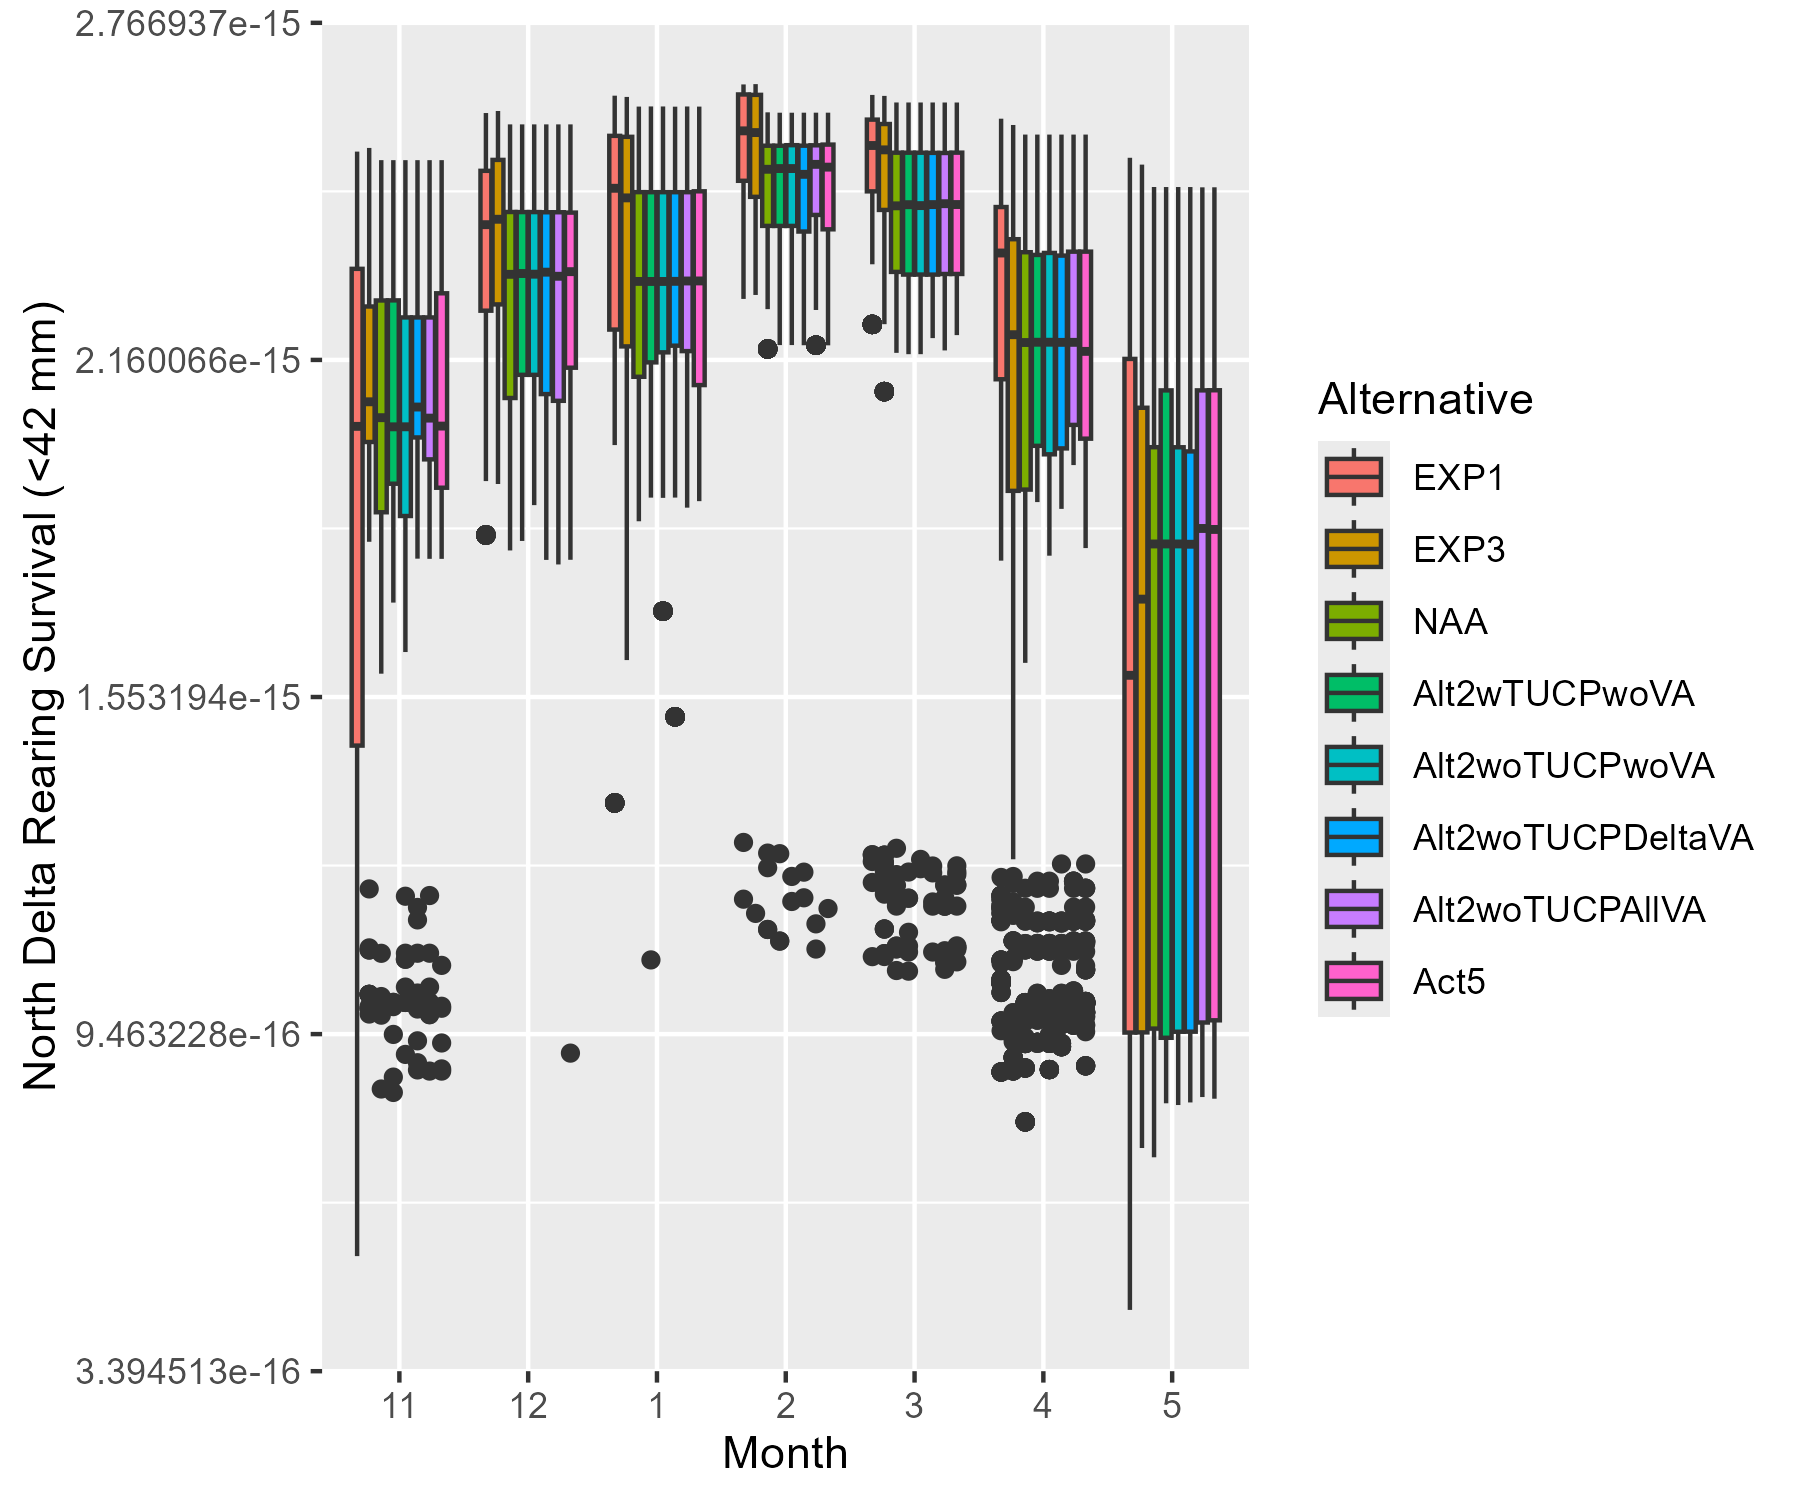 North Delta Rearing Survival (<42 mm)
2.766937e-15
2.160066e-15
1.553194e-15
9.463228e-16
3.394513e-16
11 12 1 2 3 4 5
Month
Alternative
EXP1
EXP3
NAA
Alt2wTUCPwoVA
Alt2woTUCPwoVA
Alt2woTUCPDeltaVA
Alt2woTUCPAllVA
Act5